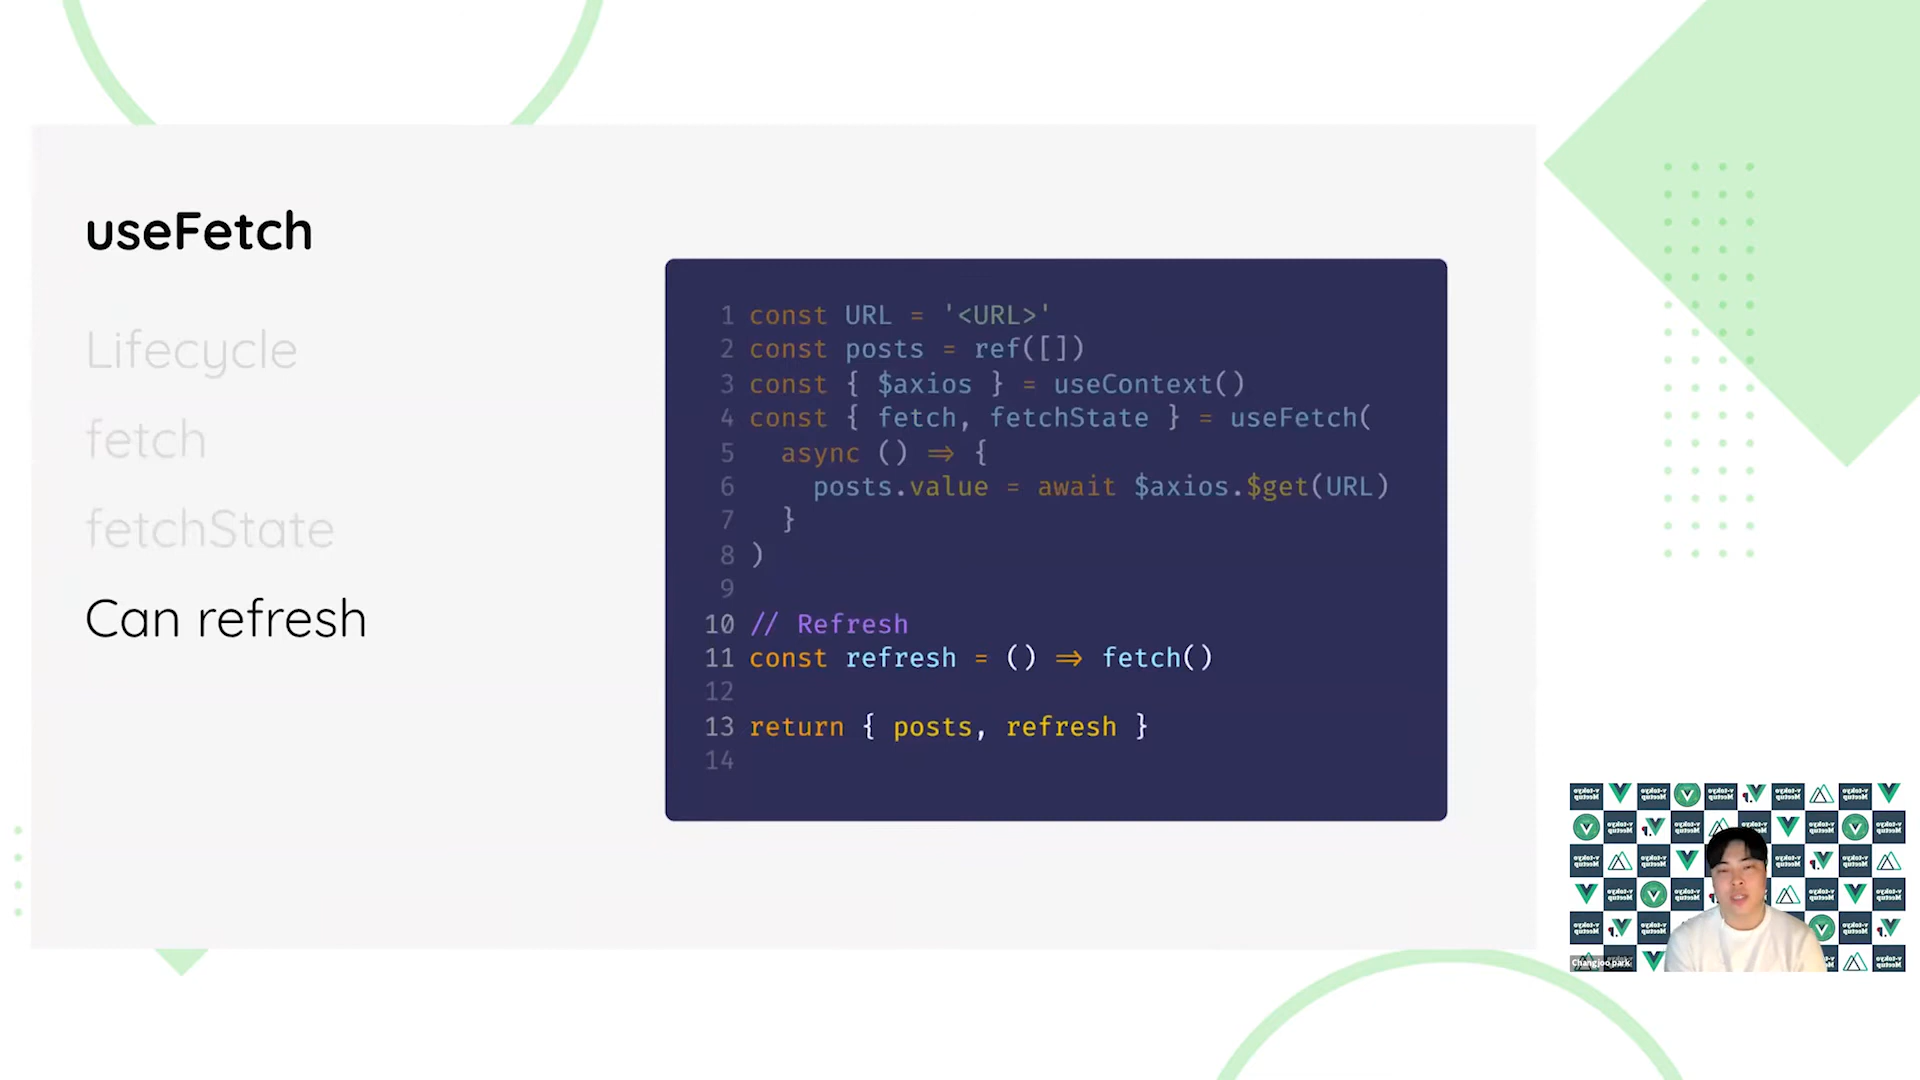 useFetch
Lifecycle
fetch
fetchState
Can refresh
1 const URL = '<URL>'
2 const posts = ref([])
3 const { $axios } = useContext()
4 const { fetch, fetchState } = useFetch(
5 async () => {
6 posts.value = await $axios.$get(URL)
7 }
8 )
9
10 // Refresh
11 const refresh = () => fetch()
12
13 return { posts, refresh }
14
Changjoo park